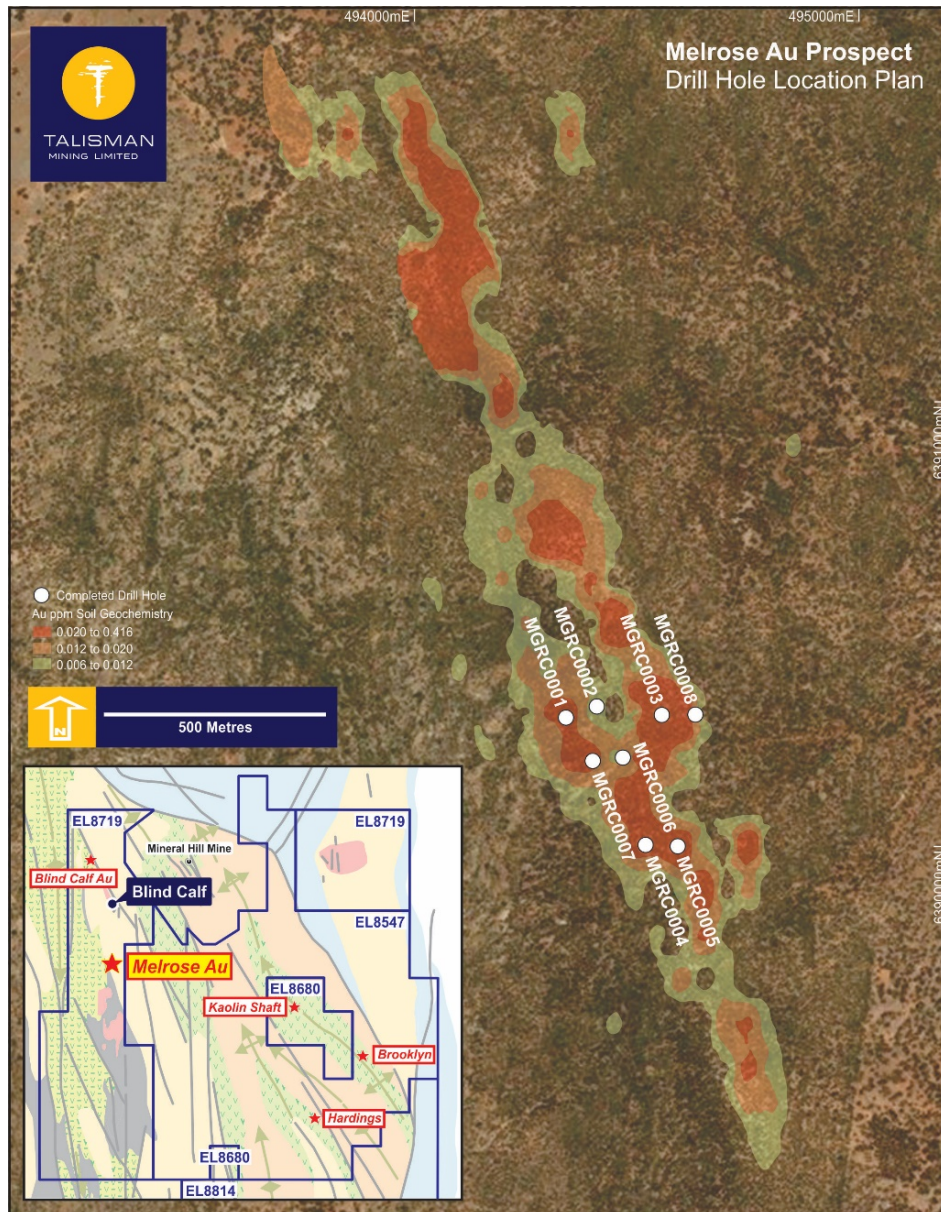 494000mE
495000mE
Melrose Au Prospect
Drill Hole Location Plan
TALISMAN
MINING LIMITED
6391000mN
Completed Drill Hole
Au ppm Soil Geochemistry
0.020 to 0.416
0.012 to 0.020
0.006 to 0.012
MGRC0001
MGRC0002
MGRC0003
MGRC0008
N
500 Metres
MGRC0007
MGRC0006
MGRC0004
MGRC0005
6390000mN
EL8719
EL8719
Mineral Hill Mine
Blind Calf Au
Blind Calf
EL8547
Melrose Au
EL8680
Kaolin Shaft
Brooklyn
Hardings
EL8680
EL8814